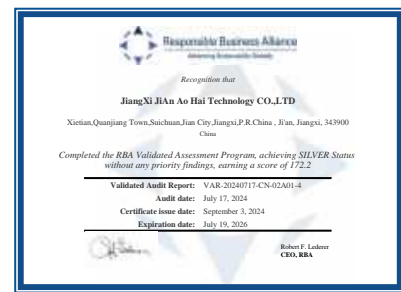 Responsible Business Alliance
Advancing Sustainability Globally
Recognition that
JiangXi JiAn Ao Hai Technology CO.,LTD
Xietian,Quanjiang Town,Suichuan,Jian City,Jiangxi,P.R.China , Ji'an, Jiangxi, 343900
China
Completed the RBA Validated Assessment Program, achieving SILVER Status
without any priority findings, earning a score of 172.2
Validated Audit Report: VAR-20240717-CN-02A01-4
Audit date: July 17, 2024
Certificate issue date: September 3, 2024
Expiration date: July 19, 2026
Robert F. Lederer
CEO, RBA